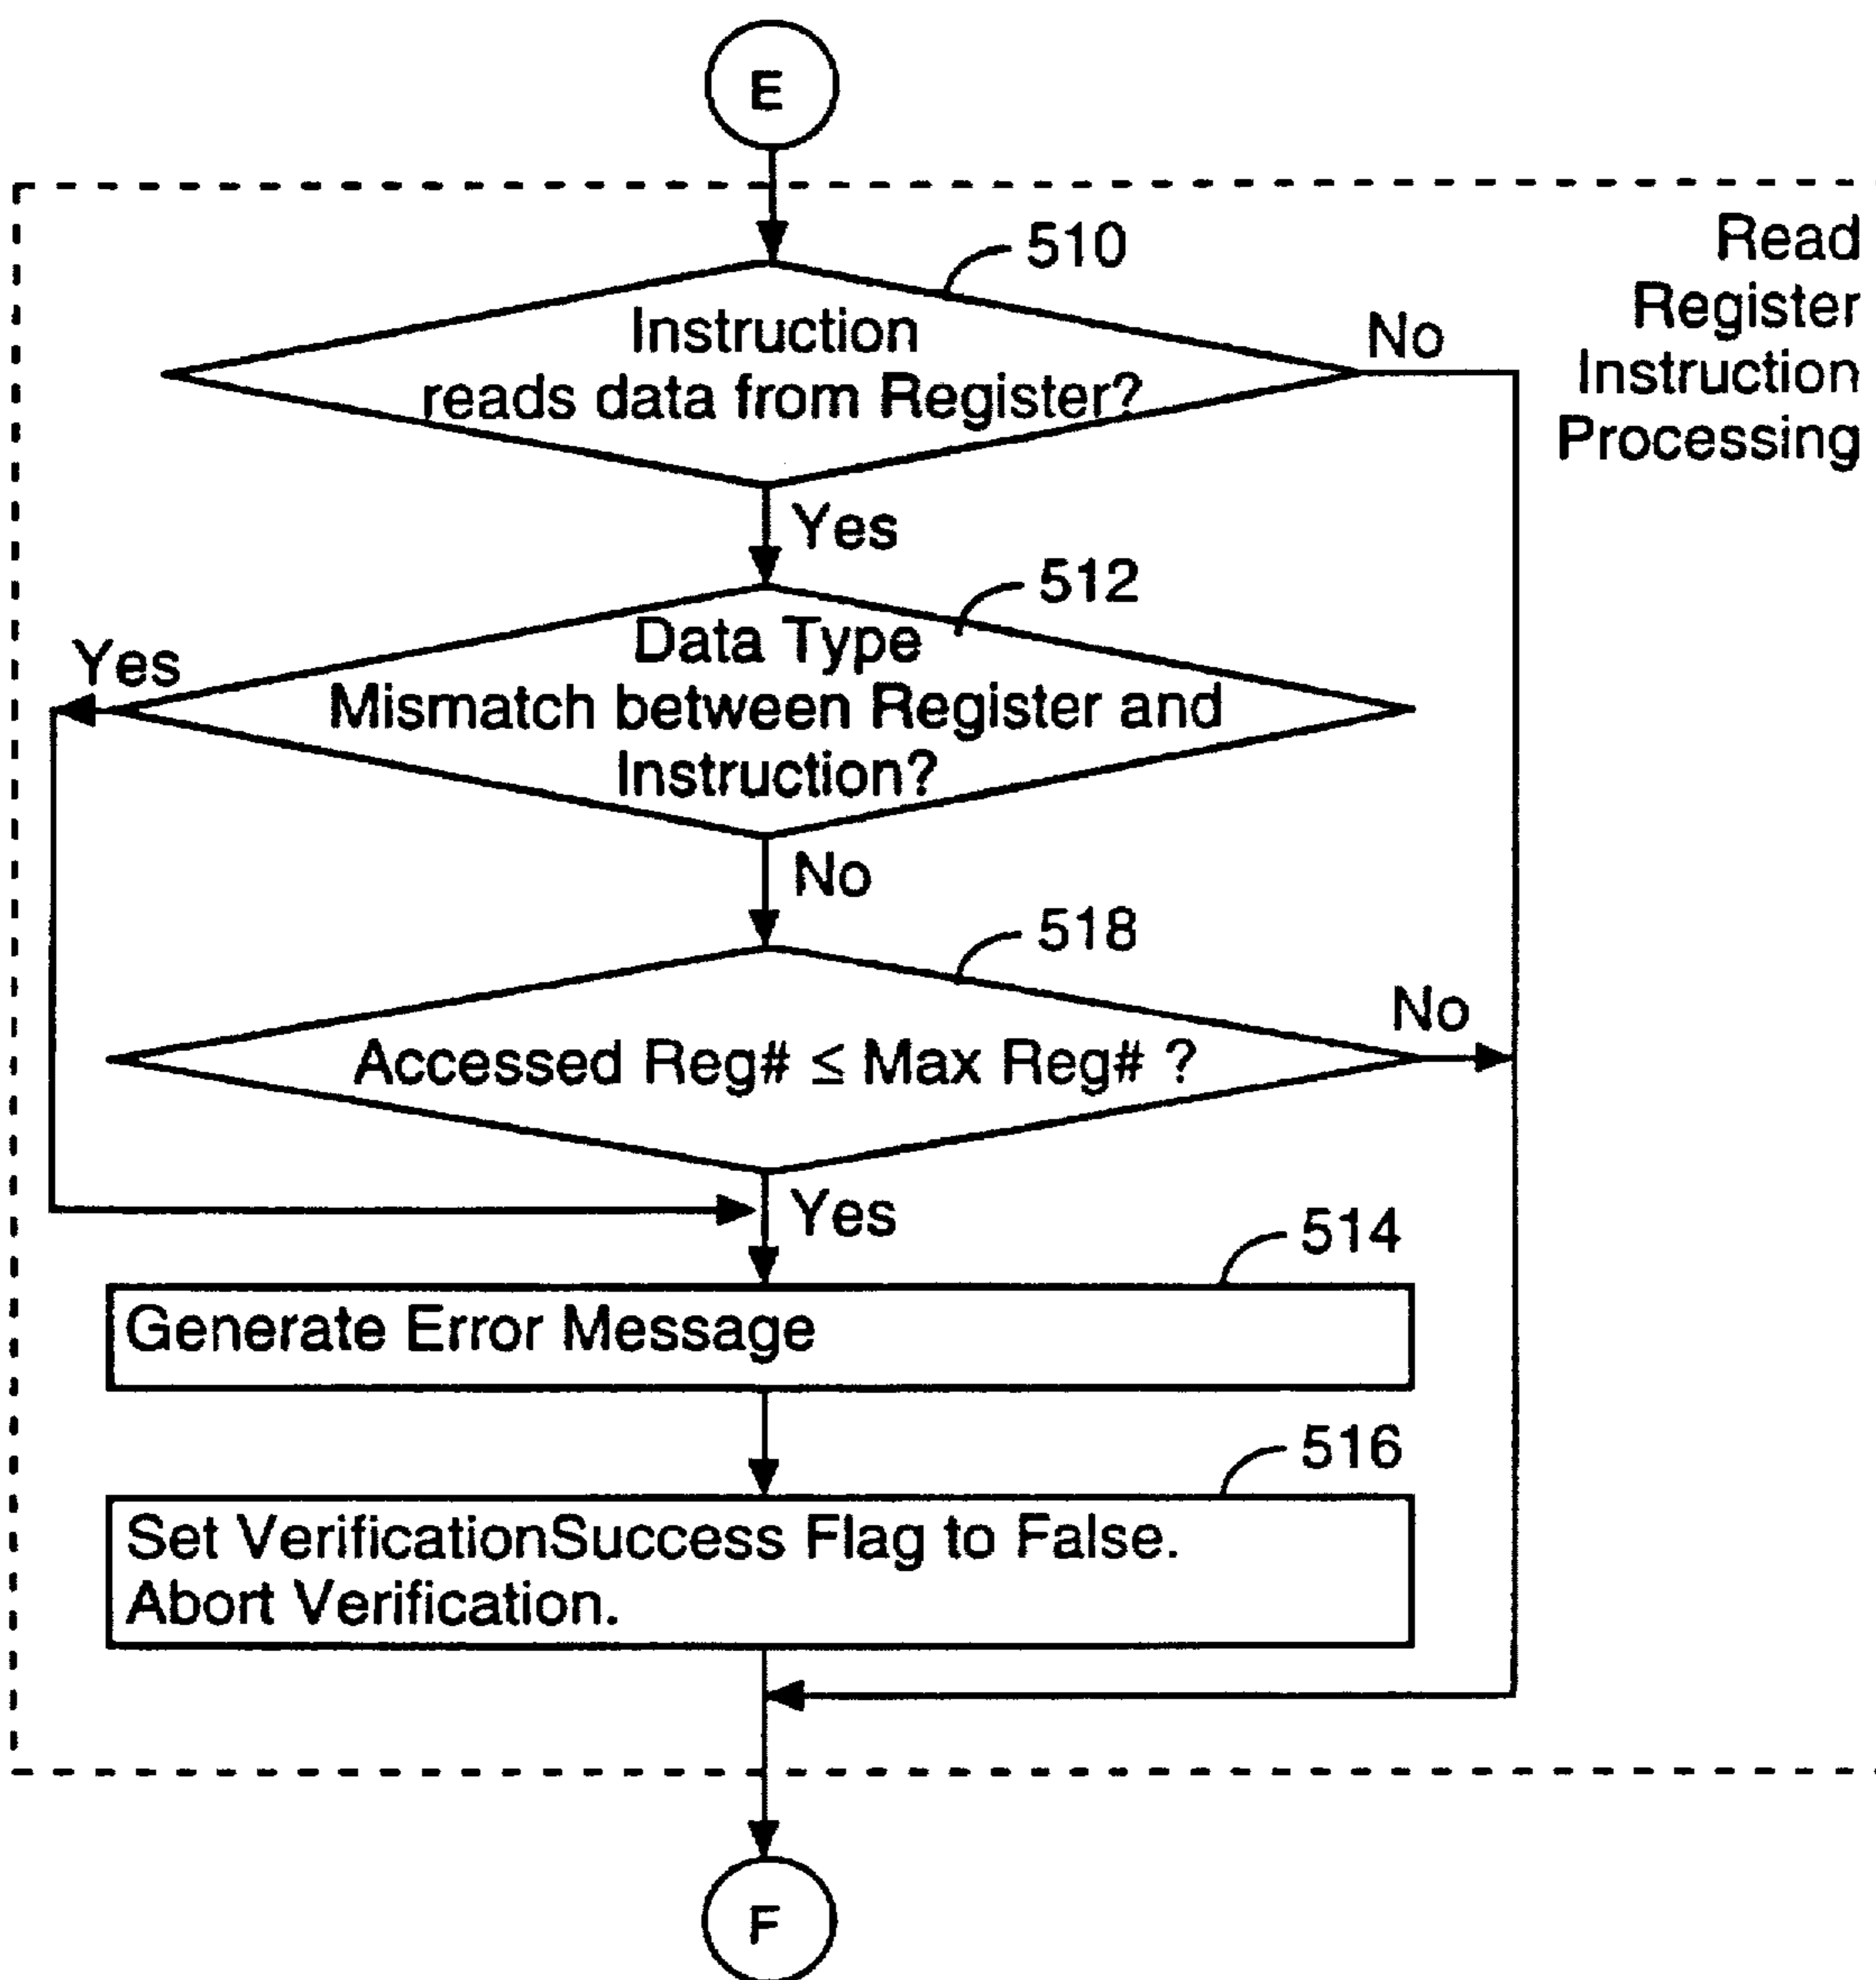 E
Read
Register
Instruction
Processing
510
Instruction
reads data from Register?
No
Yes
512
Data Type
Mismatch between Register and
Instruction?
Yes
No
518
Accessed Reg# ≤ Max Reg# ?
No
Yes
514
Generate Error Message
516
Set VerificationSuccess Flag to False.
Abort Verification.
F